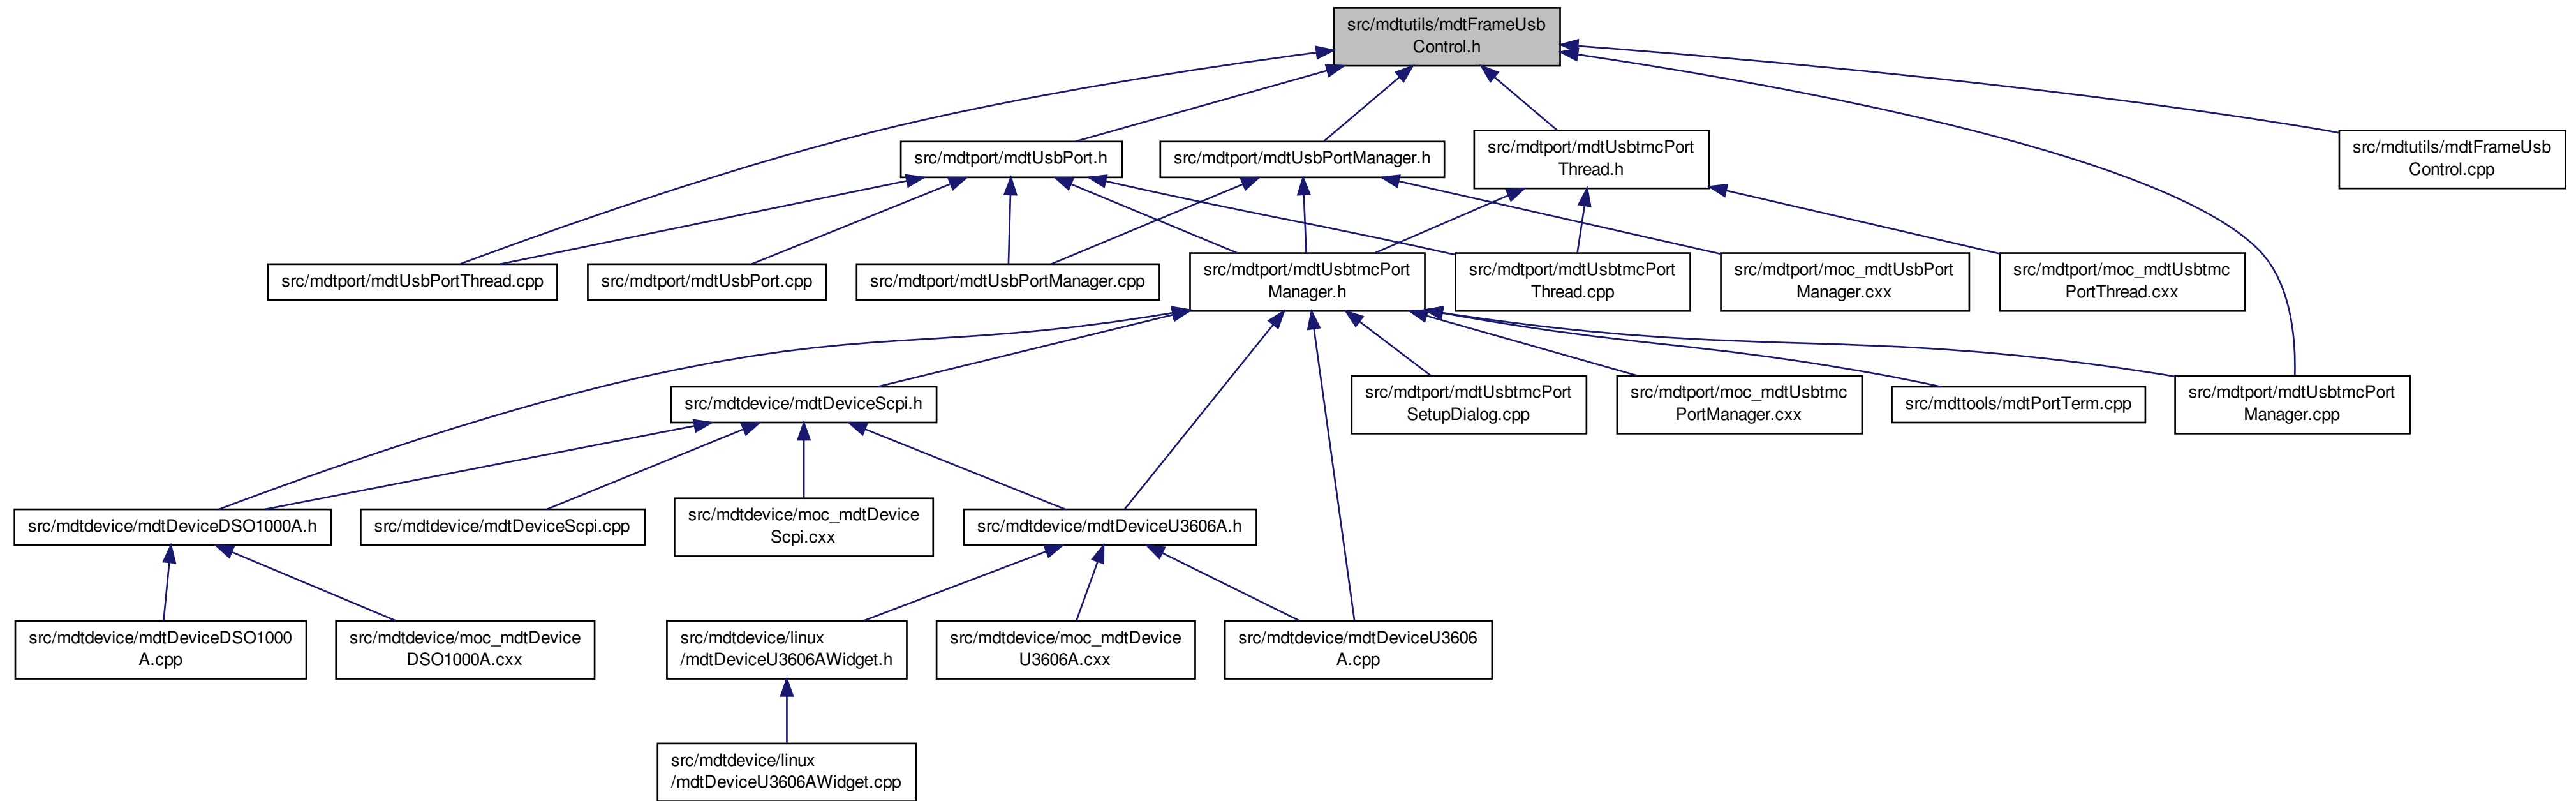 src/mdtutils/mdtFrameUsb
Control.h
src/mdtport/mdtUsbPort.h
src/mdtport/mdtUsbPortManager.h
src/mdtport/mdtUsbtmcPort
Thread.h
src/mdtutils/mdtFrameUsb
Control.cpp
src/mdtport/mdtUsbPortThread.cpp
src/mdtport/mdtUsbPort.cpp
src/mdtport/mdtUsbPortManager.cpp
src/mdtport/mdtUsbtmcPort
Manager.h
src/mdtport/mdtUsbtmcPort
Thread.cpp
src/mdtport/moc_mdtUsbPort
Manager.cxx
src/mdtport/moc_mdtUsbtmc
PortThread.cxx
src/mdtdevice/mdtDeviceScpi.h
src/mdtport/mdtUsbtmcPort
SetupDialog.cpp
src/mdtport/moc_mdtUsbtmc
PortManager.cxx
src/mdttools/mdtPortTerm.cpp
src/mdtport/mdtUsbtmcPort
Manager.cpp
src/mdtdevice/mdtDeviceDSO1000A.h
src/mdtdevice/mdtDeviceScpi.cpp
src/mdtdevice/moc_mdtDevice
Scpi.cxx
src/mdtdevice/mdtDeviceU3606A.h
src/mdtdevice/mdtDeviceDSO1000
A.cpp
src/mdtdevice/moc_mdtDevice
DSO1000A.cxx
src/mdtdevice/linux
/mdtDeviceU3606AWidget.h
src/mdtdevice/moc_mdtDevice
U3606A.cxx
src/mdtdevice/mdtDeviceU3606
A.cpp
src/mdtdevice/linux
/mdtDeviceU3606AWidget.cpp